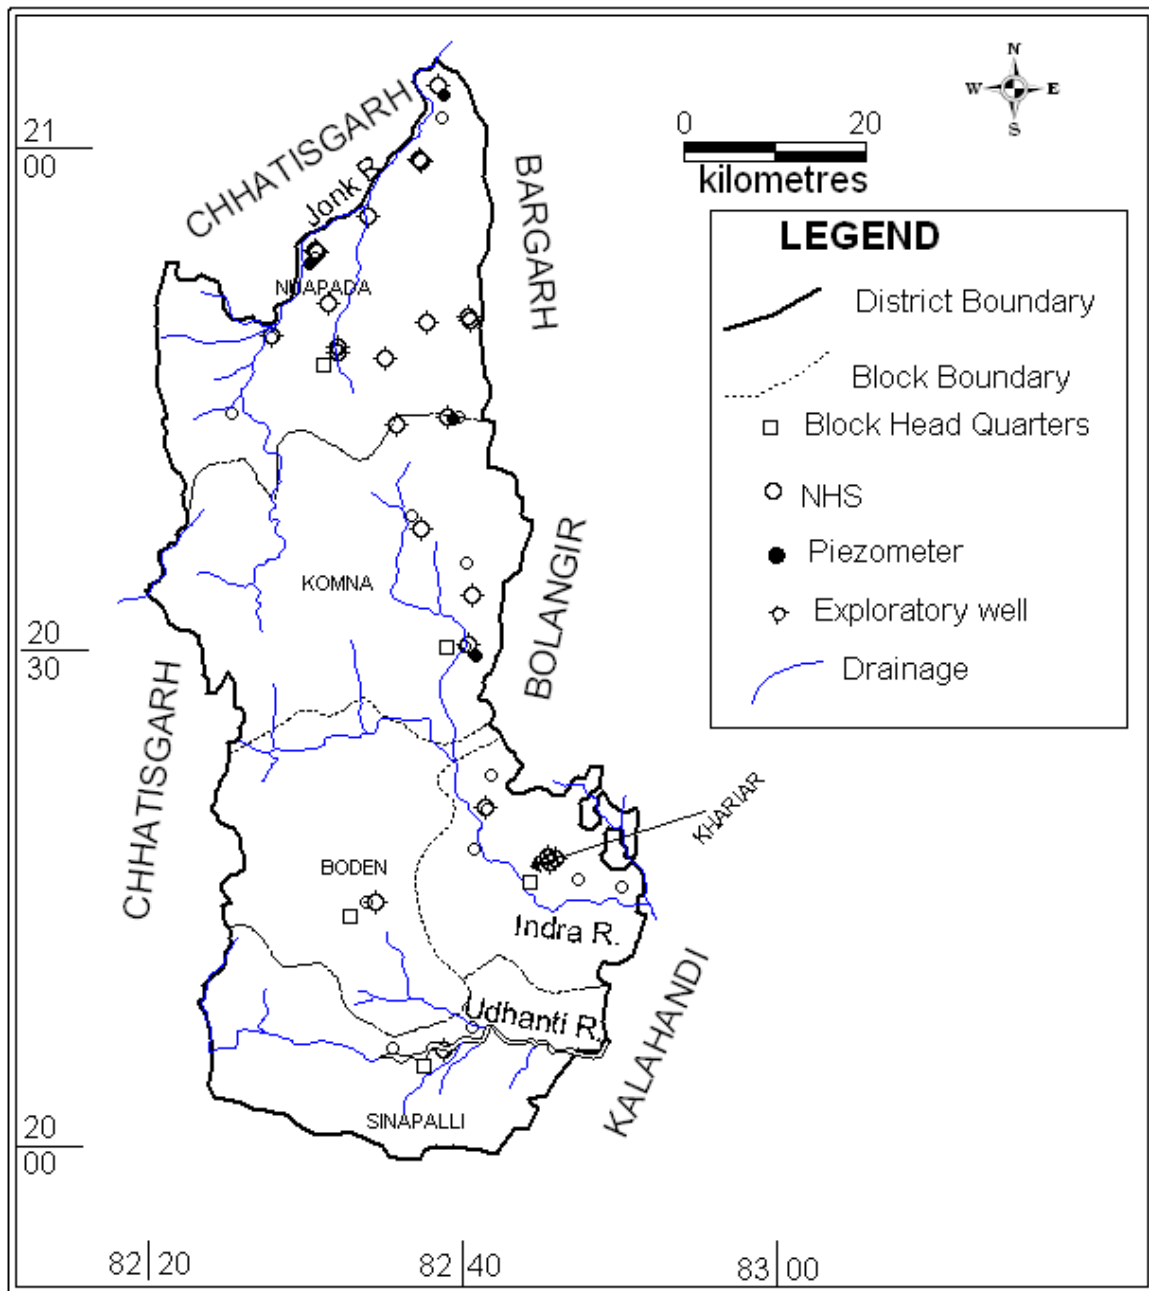 N
W E
S
0 20
kilometres
21
00
CHHATISGARH
Jonk R.
BARGARH
NUAPADA
LEGEND
District Boundary
Block Boundary
Block Head Quarters
NHS
Piezometer
Exploratory well
Drainage
KOMNA
BOLANGIR
20
30
CHHATISGARH
KHARIAR
BODEN
Indra R.
Udhanti R.
KALAHANDI
SINAPALLI
20
00
82 20
82 40
83 00